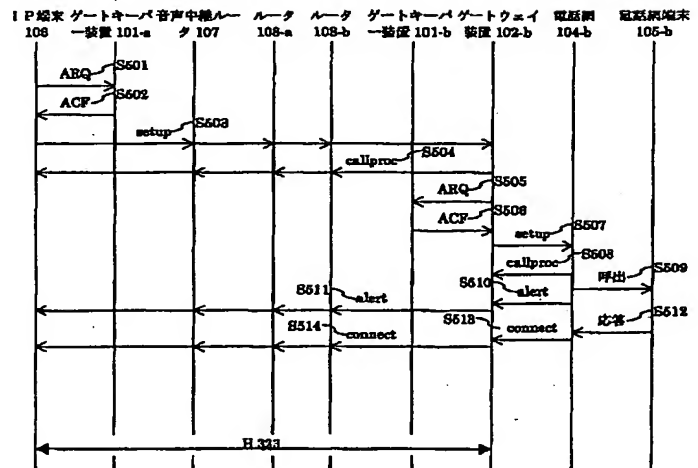 IP端末 ゲートキーパ 音声中継ルー ルータ ルータ ゲートキーパ ゲートウェイ 電話網 電話網端末
106 ー装置 101-a タ 107 108-a 108-b ー装置 101-b 装置 102-b 104-b 105-b
S501
ARQ
S502
ACF
S503
setup
S504
callproc
S505
ARQ
S506
ACF
S507
setup
S508
callproc
S509
呼出
S510
alert
S511
alert
S512
応答
S513
connect
S514
connect
H.323